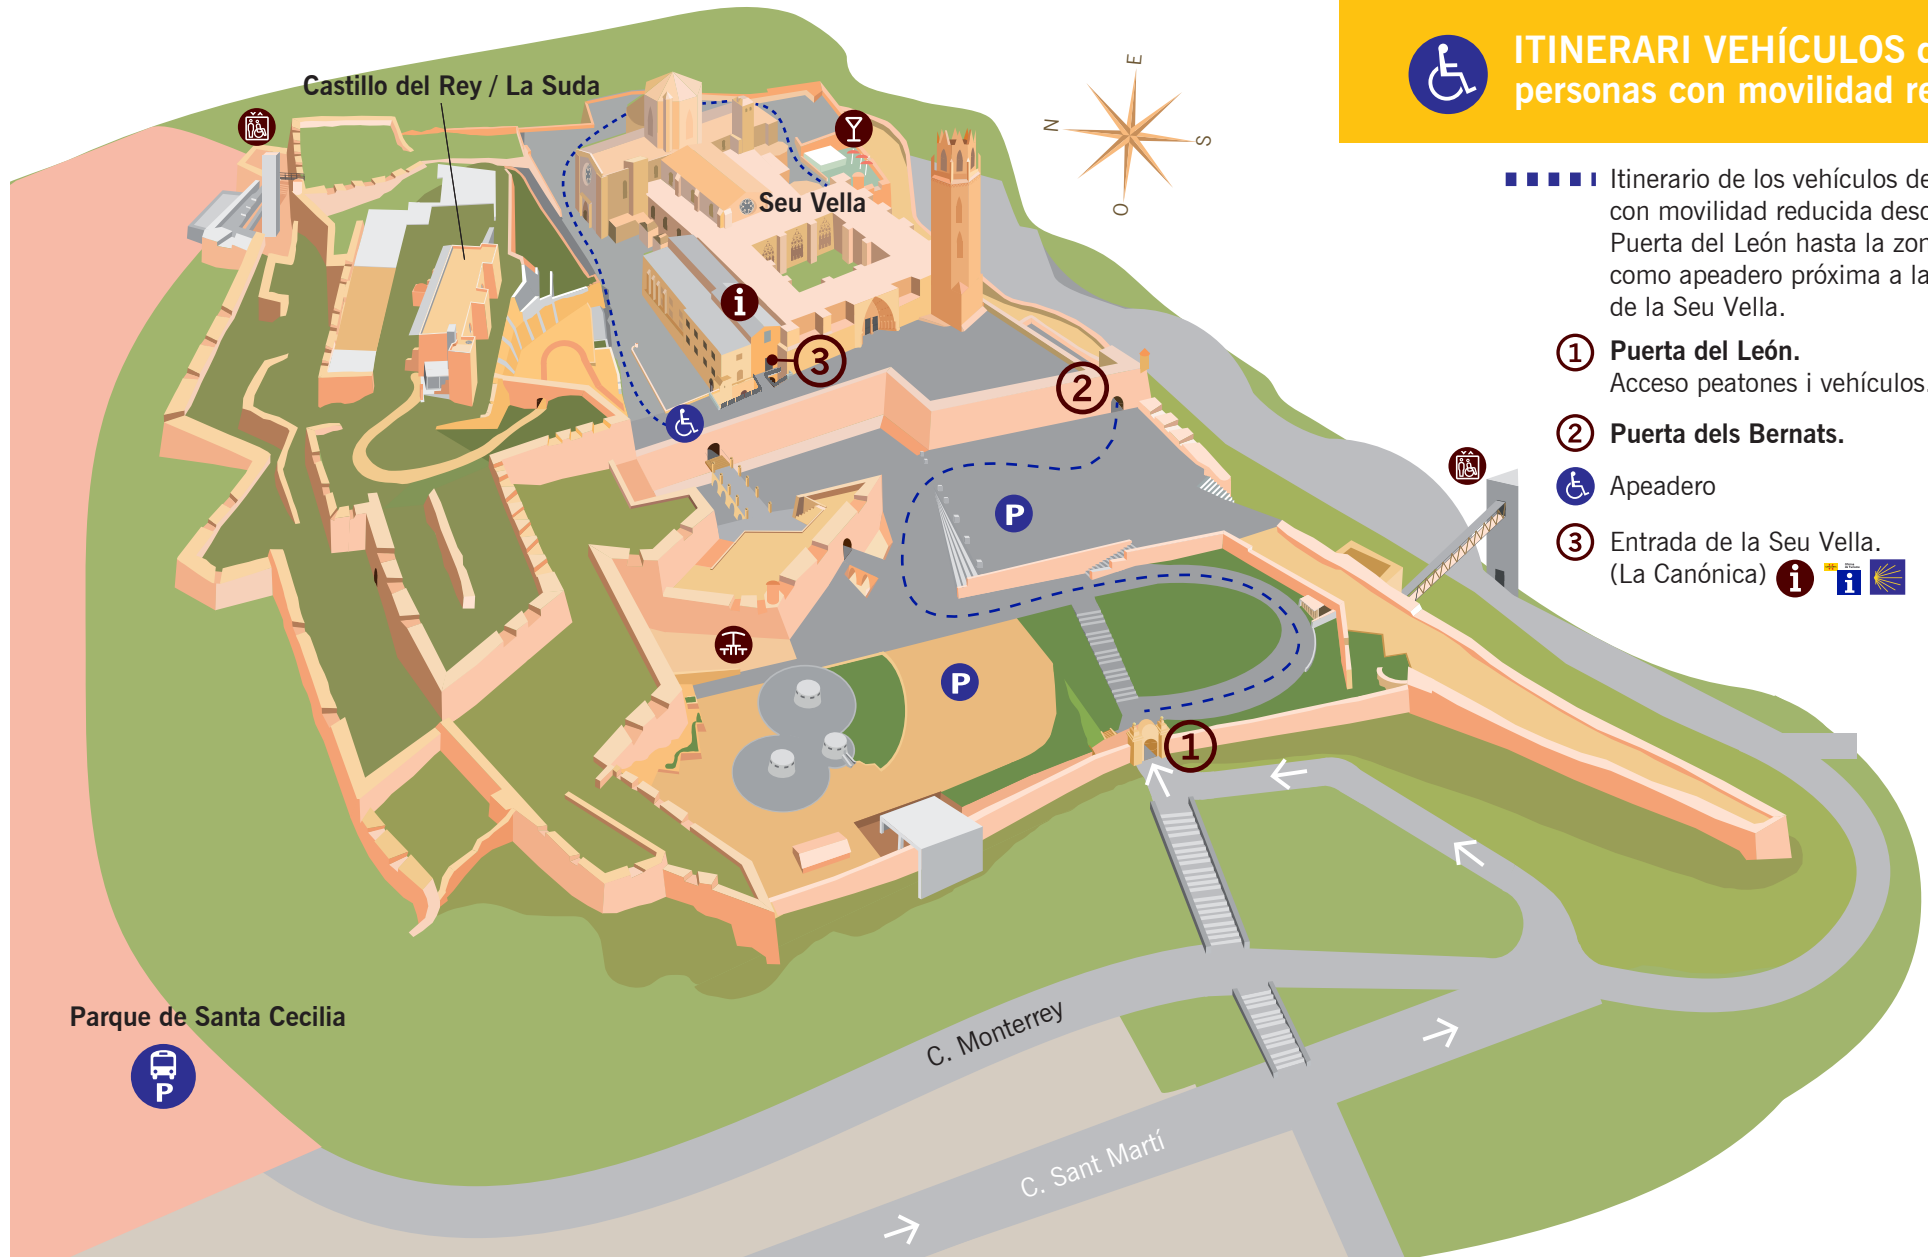 ITINERARI VEHÍCULOS
personas con movilidad
Itinerario de los vehículos de
con movilidad reducida
Puerta del León hasta la
como apeadero próxima a la
de la Seu Vella.
1 Puerta del León.
Acceso peatones i vehículos.
2 Puerta dels Bernats.
Apeadero
3 Entrada de la Seu Vella.
(La Canónica) i i
Castillo del Rey / La Suda
Seu Vella
E
N
S
O
i
3
2
P
P
1
Parque de Santa Cecilia
P
C. Monterrey
C. Sant Martí